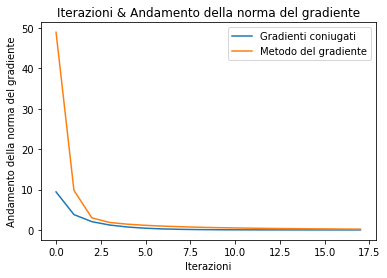 Iterazioni & Andamento della norma del gradiente
Gradienti coniugati
Metodo del gradiente
Andamento della norma del gradiente
50
40
30
20
10
0
0.0 2.5 5.0 7.5 10.0 12.5 15.0 17.5
Iterazioni